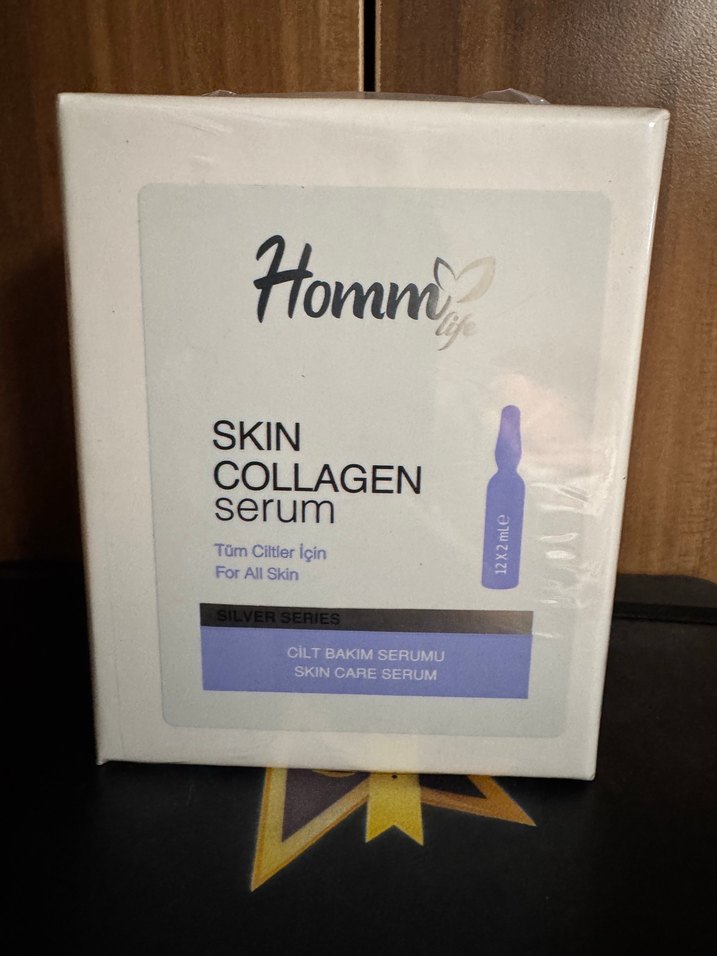 Homm
life
SKIN
COLLAGEN
serum
Tüm Ciltler İçin
For All Skin
12 X 2 mL℮
SILVER SERIES
CİLT BAKIM SERUMU
SKIN CARE SERUM